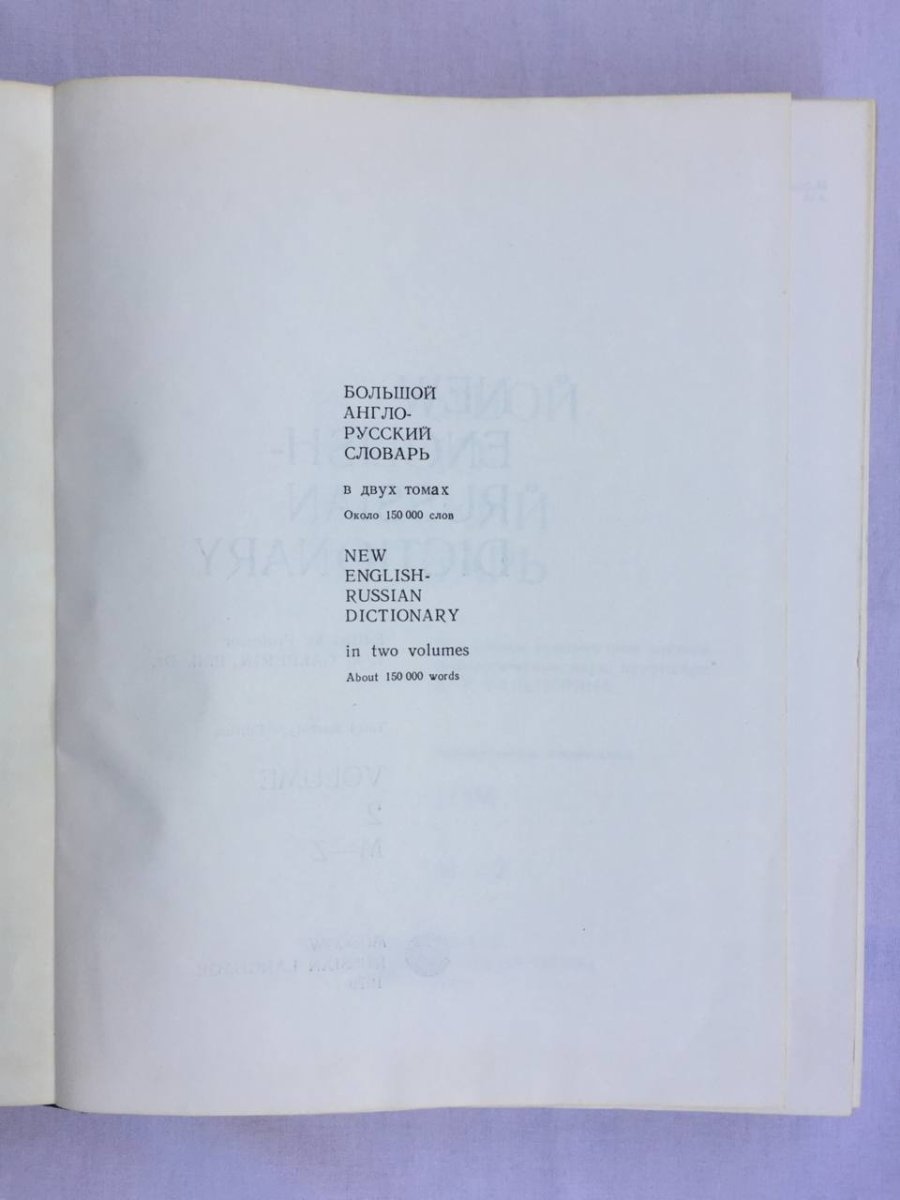 БОЛЬШОЙ
АНГЛО-
РУССКИЙ
СЛОВАРЬ
в двух томах
Около 150 000 слов
NEW
ENGLISH-
RUSSIAN
DICTIONARY
in two volumes
About 150 000 words